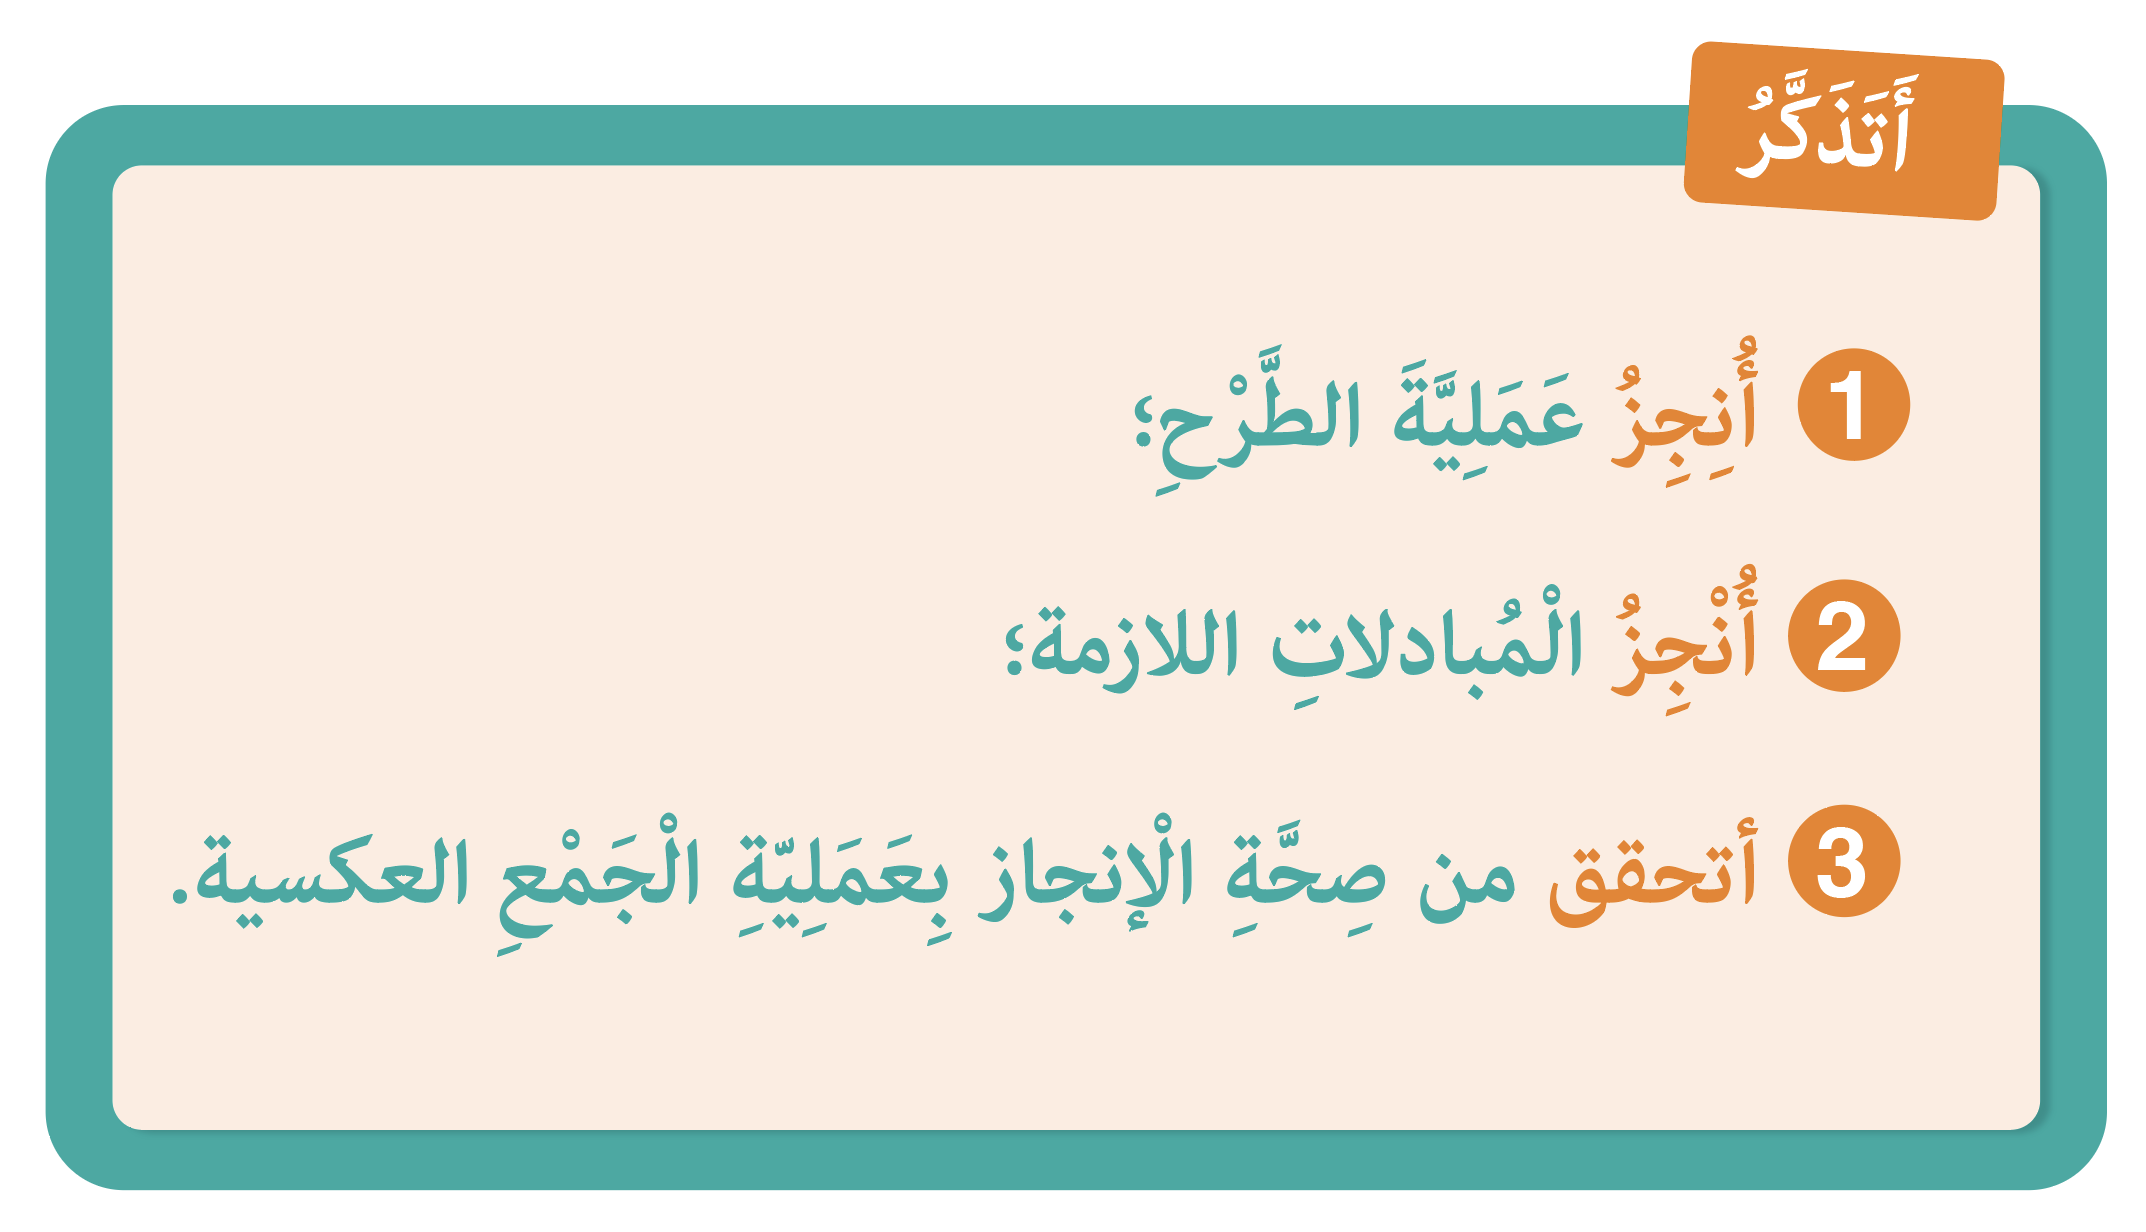 أَتَذَكَّرُ
1 أُنِجِزُ عَمَلِيَّةَ الطَّرْحِ؛
2 أُنْجِزُ الْمُبادلاتِ اللازمة؛
3 أتحقق من صِحَّةِ الْإنجاز بِعَمَلِيّةِ الْجَمْعِ العكسية.